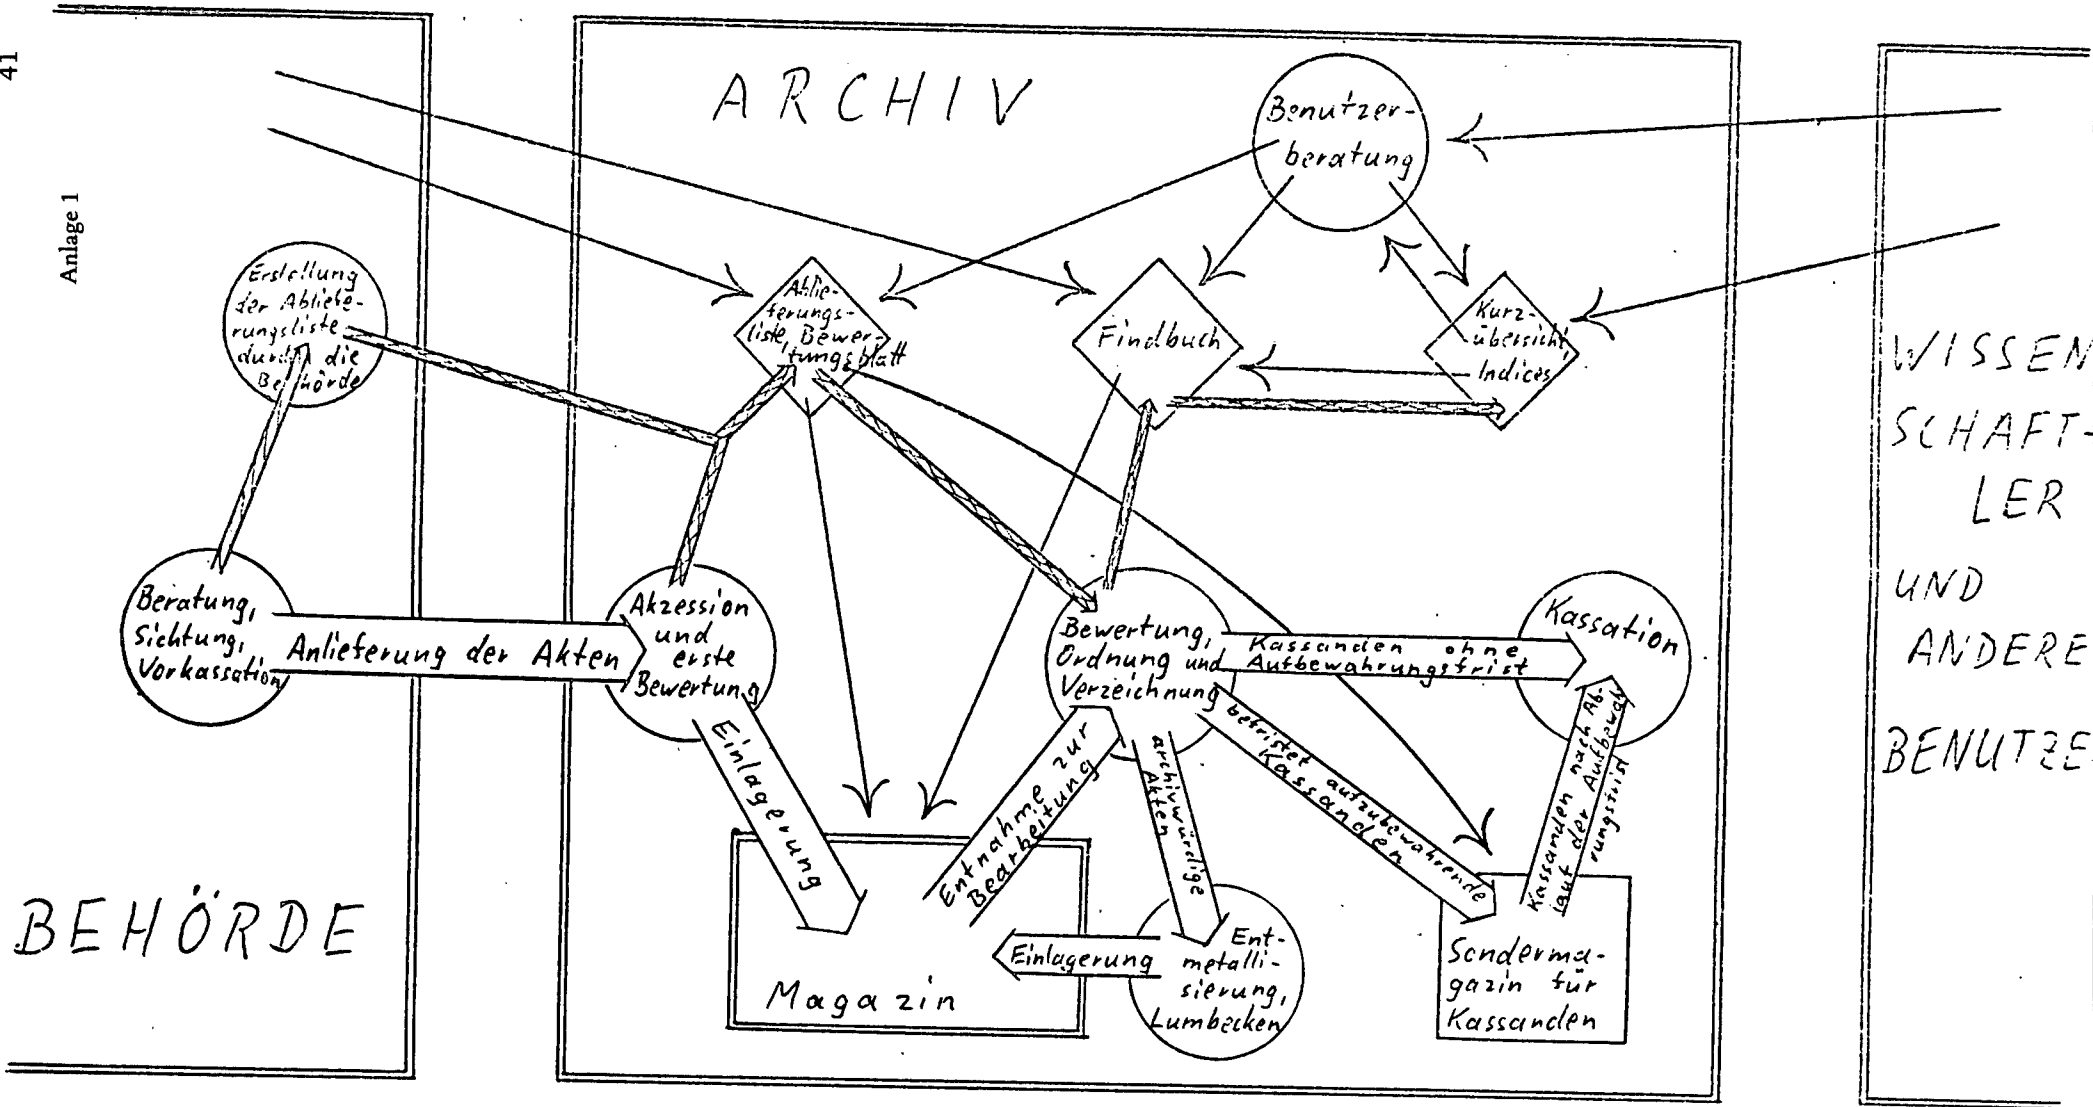 41
Anlage 1
BEHÖRDE
Erstellung
der Abliefe-
rungsliste
durch die
Behörde
Beratung,
Sichtung,
Vorkassation
Anlieferung der Akten
ARCHIV
Benutzer-
beratung
Ablie-
ferungs-
liste, Bewer-
tungsblatt
Findbuch
Kurz-
übersicht,
Indices
Akzession
und
erste
Bewertung
Einlagerung
Bewertung,
Ordnung und
Verzeichnung
Kassanden ohne
Aufbewahrungsfrist
Kassation
Entnahme zur
Bearbeitung
archivwürdige
Akten
befristet aufzubewahrende
Kassanden
Kassanden nach Ab-
lauf der Aufbewah-
rungsfrist
Magazin
Einlagerung
Ent-
metalli-
sierung,
Lumbecken
Sonderma-
gazin für
Kassanden
WISSEN
SCHAFT-
LER
UND
ANDERE
BENUTZE